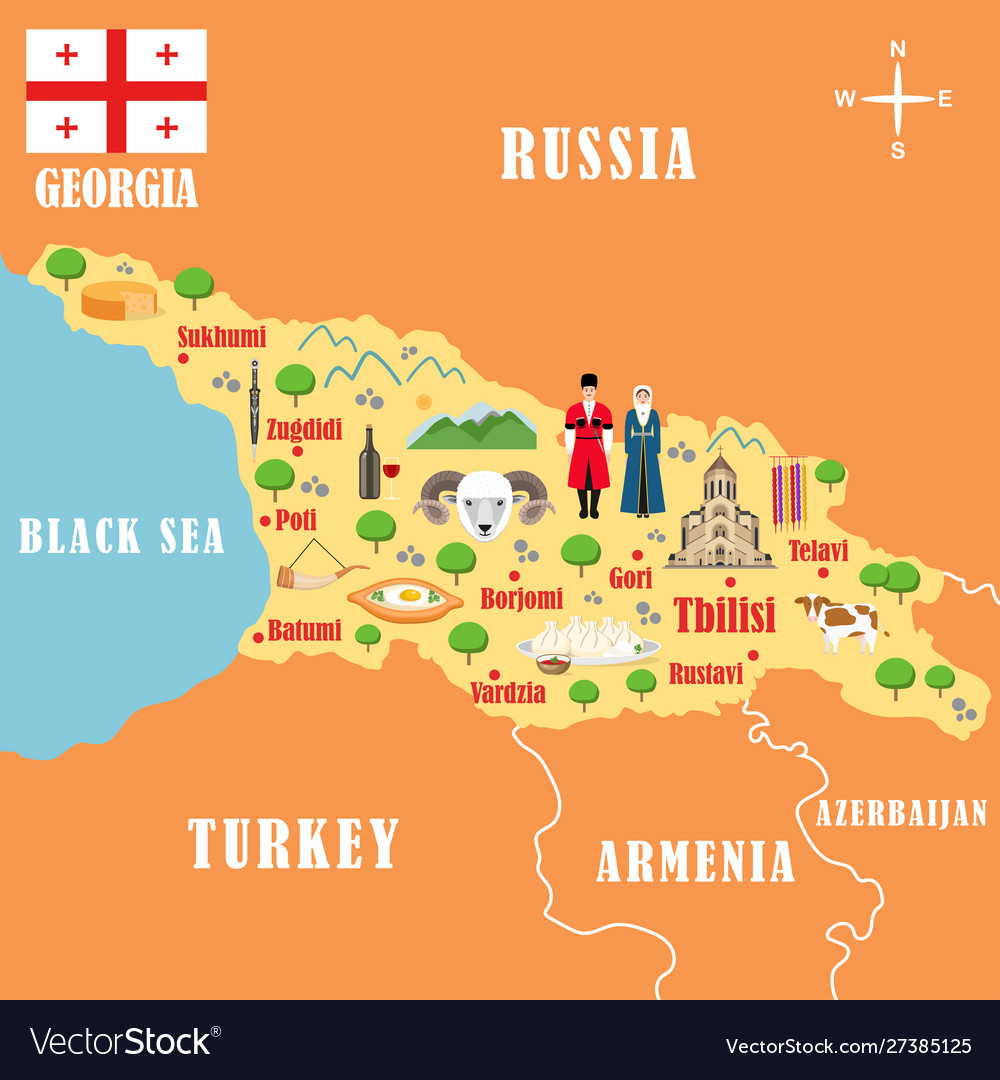 N
W E
S
RUSSIA
GEORGIA
Sukhumi
Zugdidi
Poti
BLACK SEA
Telavi
Gori
Borjomi
Tbilisi
Batumi
Rustavi
Vardzia
AZERBAIJAN
TURKEY
ARMENIA
VectorStock®
VectorStock.com/27385125